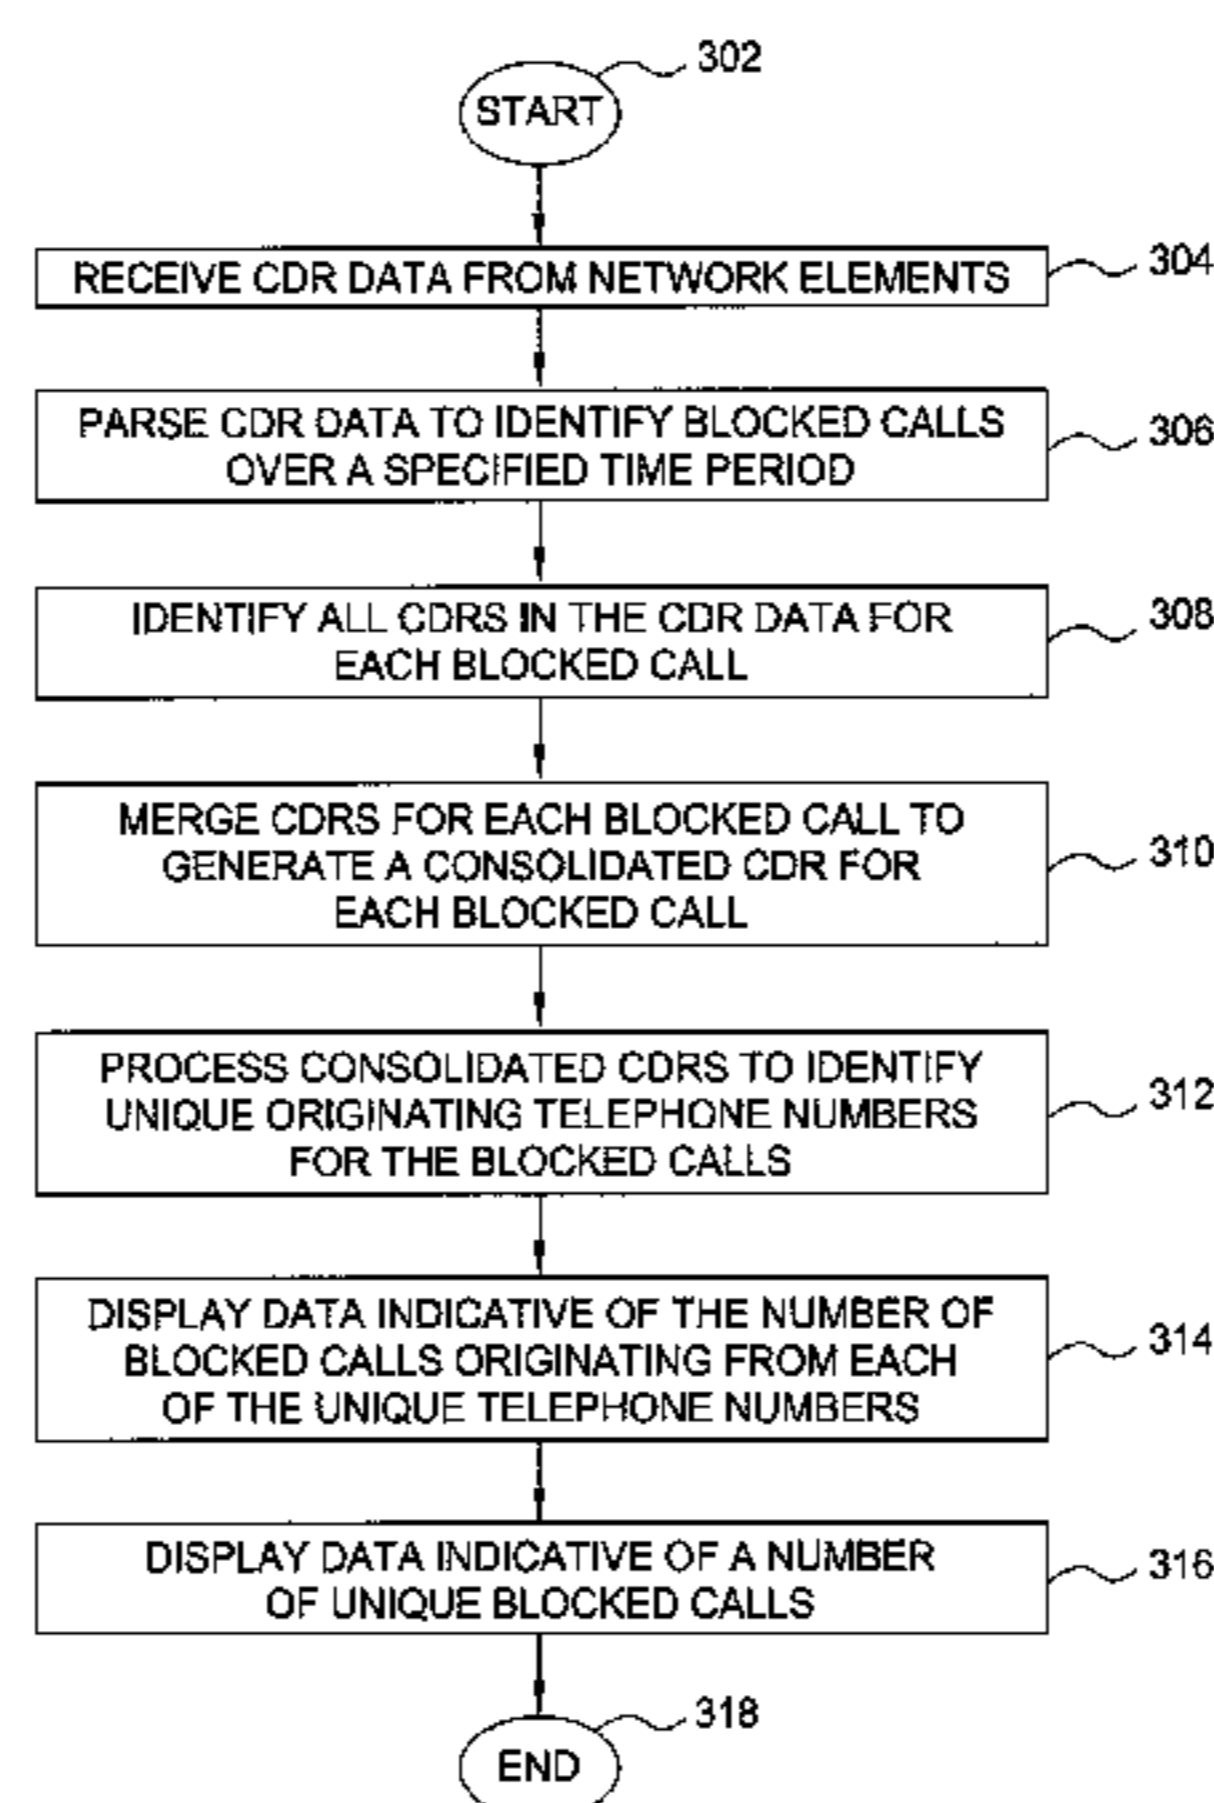 302
START
RECEIVE CDR DATA FROM NETWORK ELEMENTS
304
PARSE CDR DATA TO IDENTIFY BLOCKED CALLS
OVER A SPECIFIED TIME PERIOD
306
IDENTIFY ALL CDRS IN THE CDR DATA FOR
EACH BLOCKED CALL
308
MERGE CDRS FOR EACH BLOCKED CALL TO
GENERATE A CONSOLIDATED CDR FOR
EACH BLOCKED CALL
310
PROCESS CONSOLIDATED CDRS TO IDENTIFY
UNIQUE ORIGINATING TELEPHONE NUMBERS
FOR THE BLOCKED CALLS
312
DISPLAY DATA INDICATIVE OF THE NUMBER OF
BLOCKED CALLS ORIGINATING FROM EACH
OF THE UNIQUE TELEPHONE NUMBERS
314
DISPLAY DATA INDICATIVE OF A NUMBER
OF UNIQUE BLOCKED CALLS
316
318
END